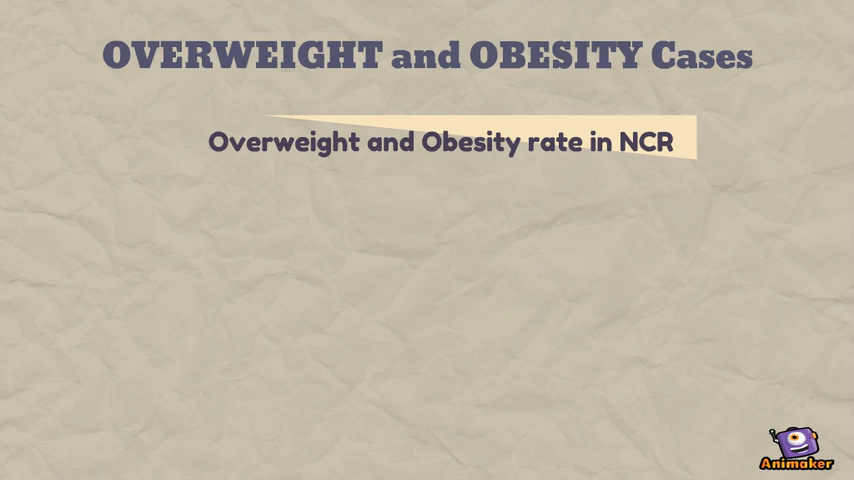 OVERWEIGHT and OBESITY Cases
Overweight and Obesity rate in NCR
Animaker